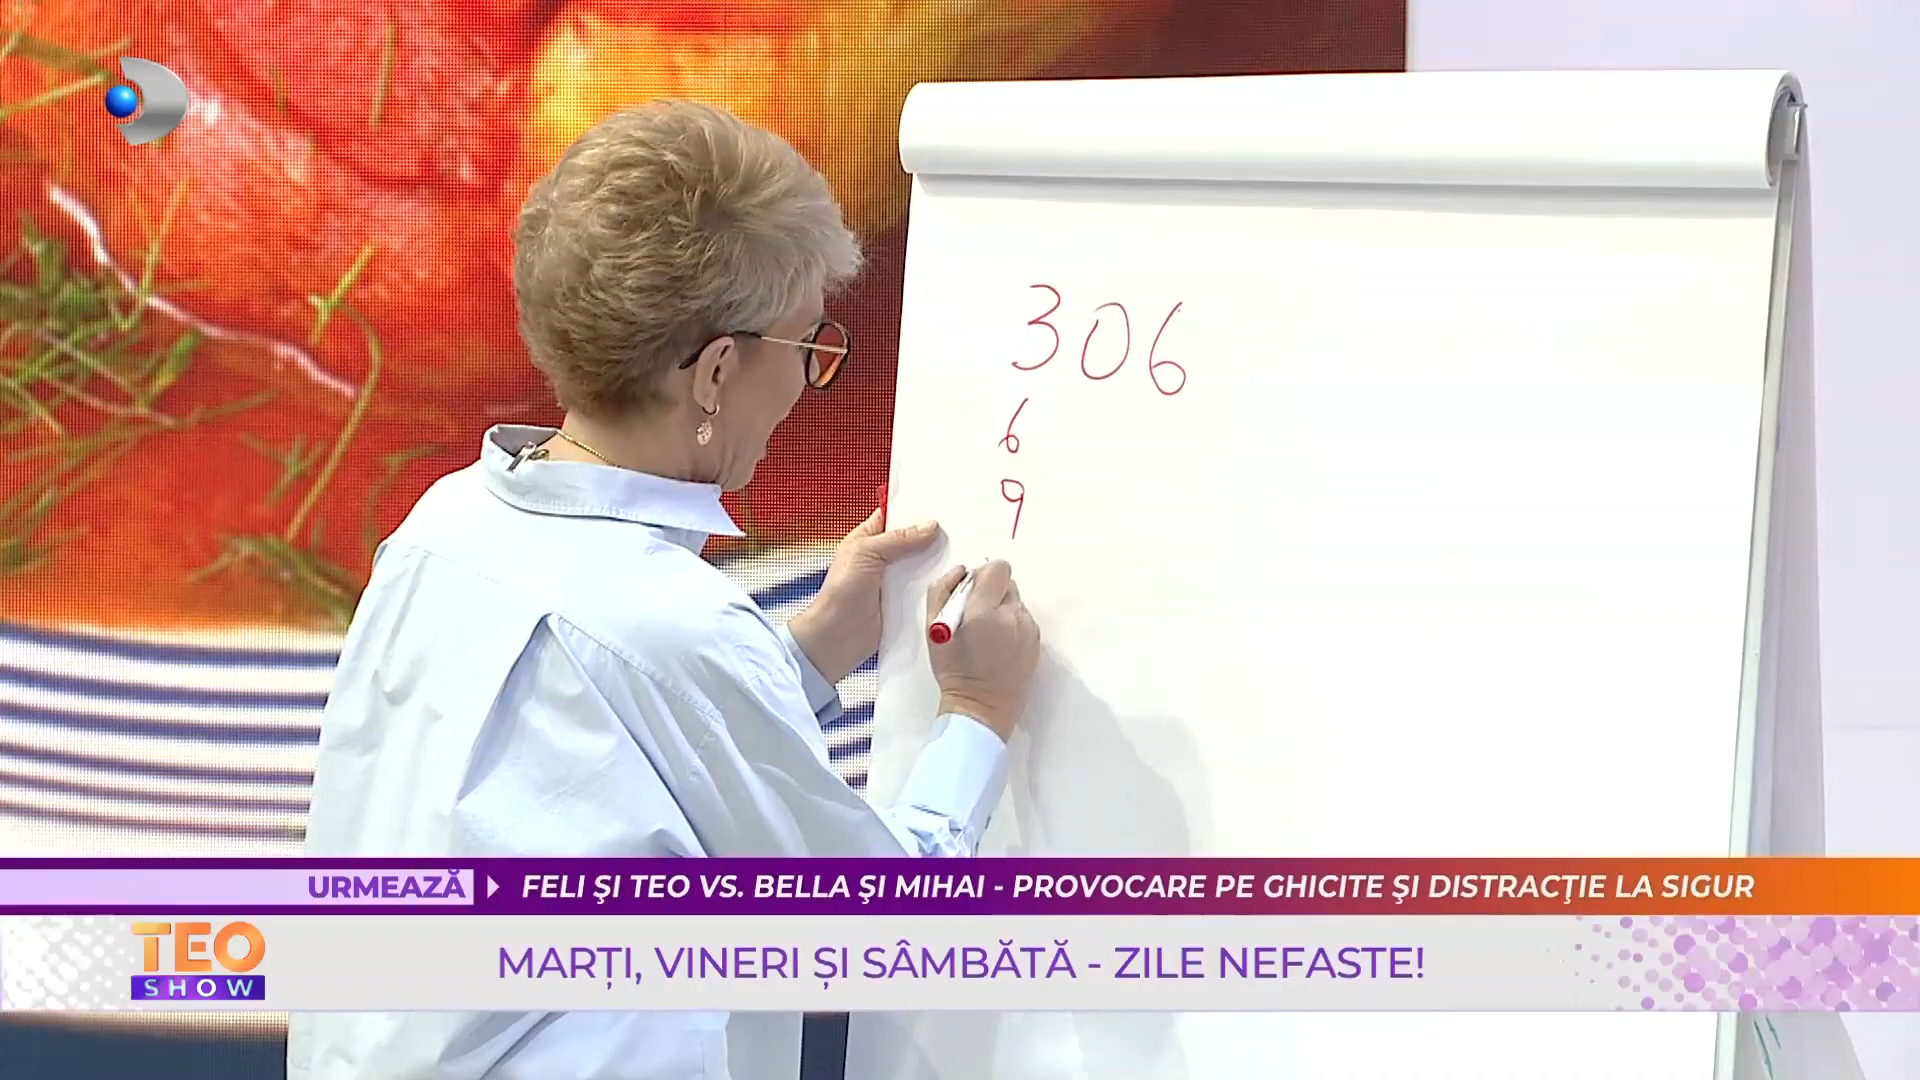 306
6
9
URMEAZĂ
FELI ŞI TEO VS. BELLA ŞI MIHAI - PROVOCARE PE GHICITE ŞI DISTRACŢIE LA SIGUR
TEO
SHOW
MARȚI, VINERI ȘI SÂMBĂTĂ - ZILE NEFASTE!